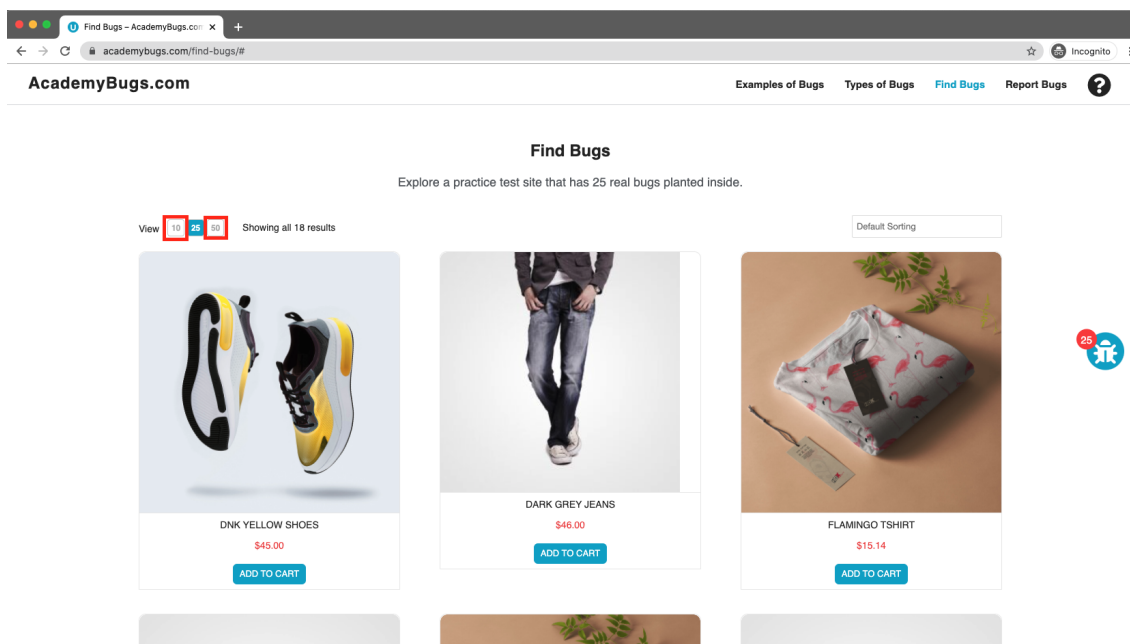 Find Bugs – AcademyBugs.com
academybugs.com/find-bugs/#
Incognito
AcademyBugs.com
Examples of Bugs Types of Bugs Find Bugs Report Bugs ?
Find Bugs
Explore a practice test site that has 25 real bugs planted inside.
View 10 25 50 Showing all 18 results
Default Sorting
25
DNK YELLOW SHOES
$45.00
ADD TO CART
DARK GREY JEANS
$46.00
ADD TO CART
FLAMINGO TSHIRT
$15.14
ADD TO CART